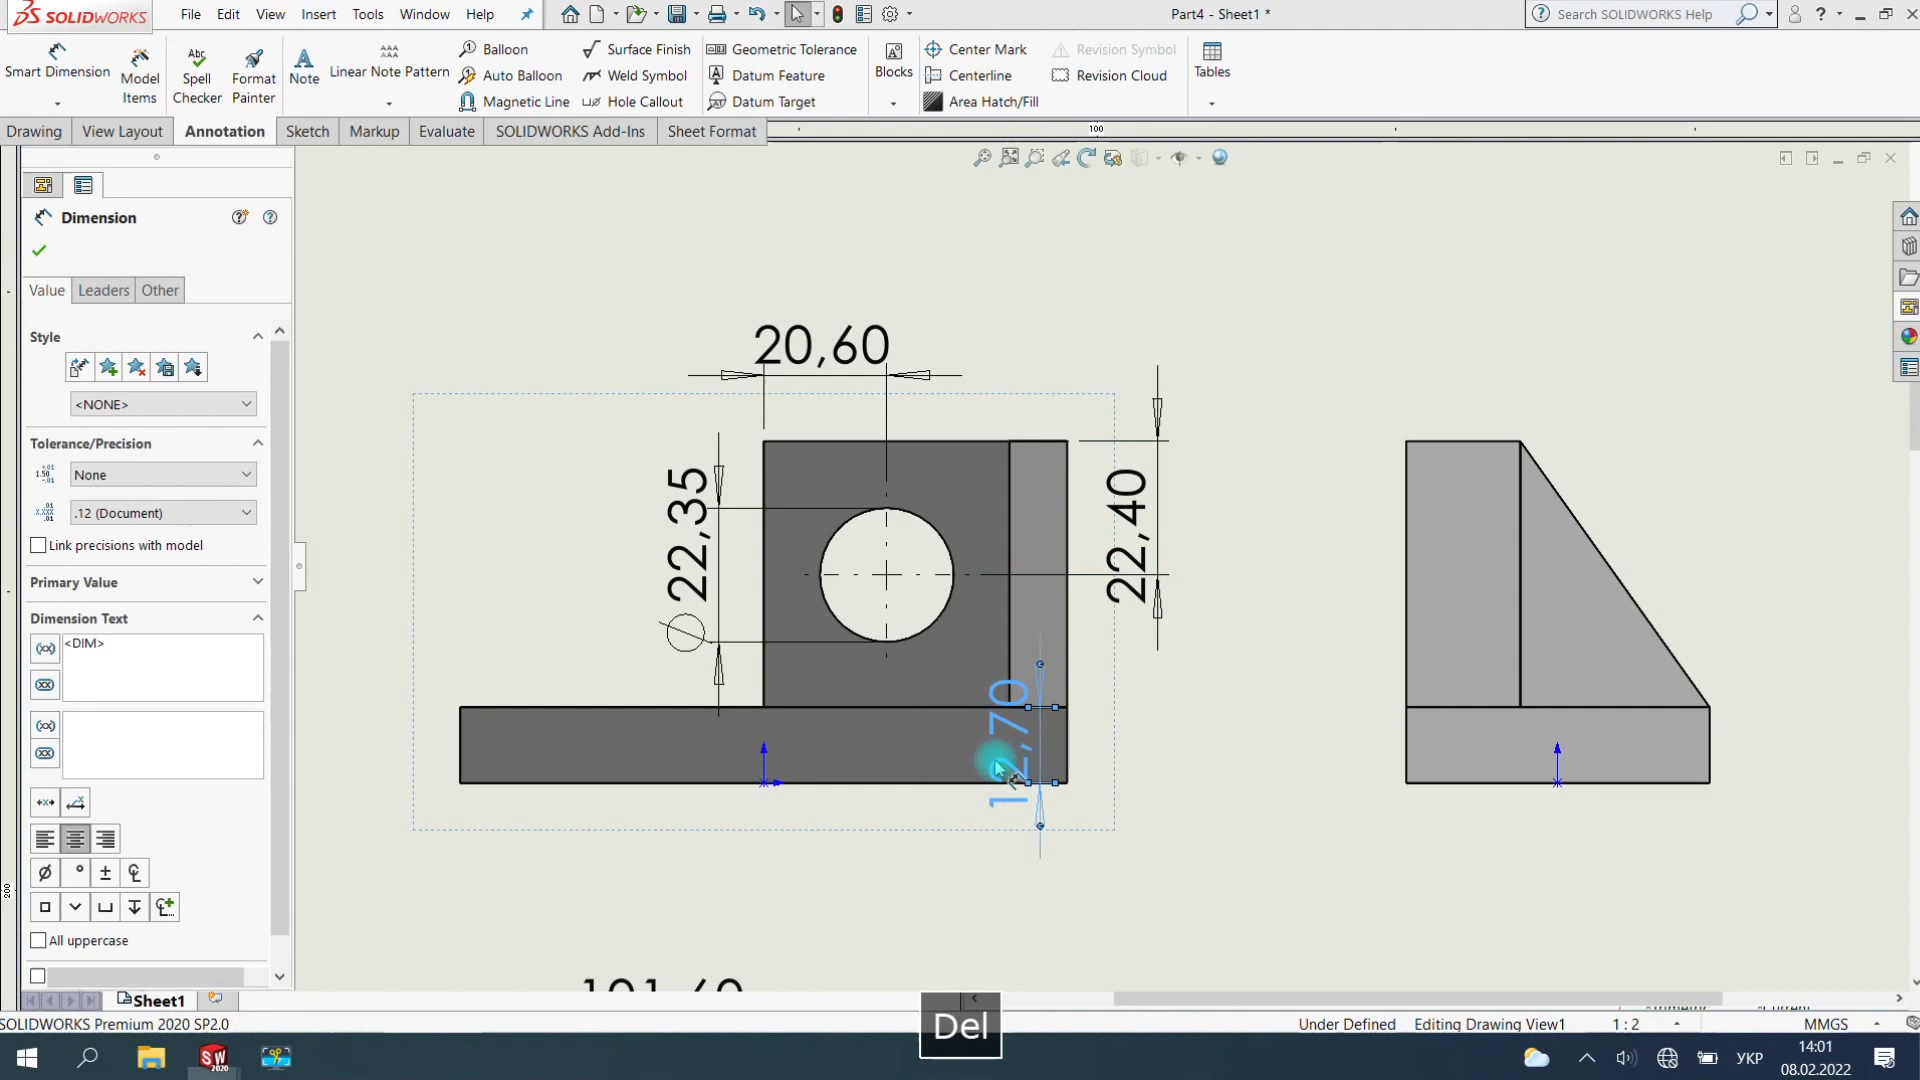 SOLIDWORKS File Edit View Insert Tools Window Help Part4 - Sheet1 * Search SOLIDWORKS Help
Smart Dimension Model Items Abc Spell Checker Format Painter A Note AAA AAA Linear Note Pattern
Balloon Surface Finish Geometric Tolerance Center Mark Revision Symbol
Auto Balloon Weld Symbol Datum Feature Blocks Centerline Revision Cloud Tables
Magnetic Line Hole Callout Datum Target Area Hatch/Fill
Drawing View Layout Annotation Sketch Markup Evaluate SOLIDWORKS Add-Ins Sheet Format 100
Dimension
Value Leaders Other
Style
<NONE>
Tolerance/Precision
None
.12 (Document)
Link precisions with model
Primary Value
Dimension Text
<DIM>
All uppercase
20,60
22,35
22,40
12,70
200
Sheet1
SOLIDWORKS Premium 2020 SP2.0 Under Defined Editing Drawing View1 1 : 2 MMGS
Del
УКР 14:01
08.02.2022